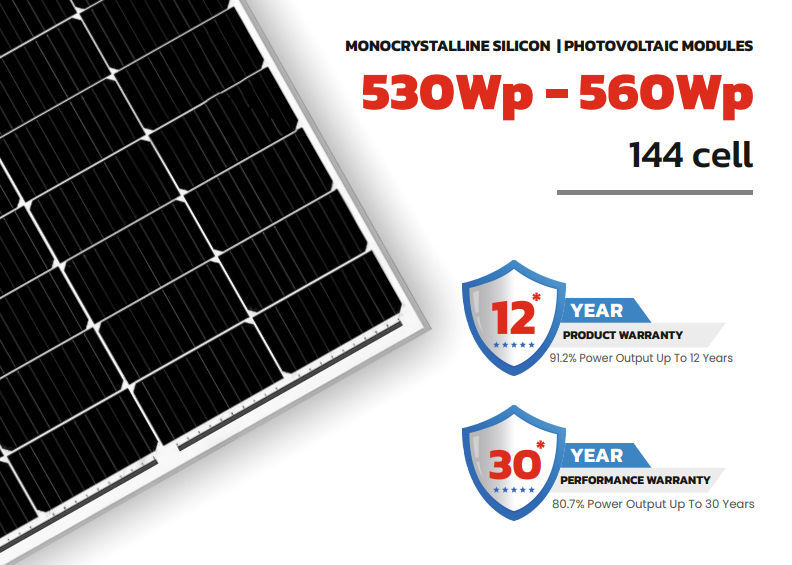 MONOCRYSTALLINE SILICON | PHOTOVOLTAIC MODULES
530Wp – 560Wp
144 cell
12*
YEAR
PRODUCT WARRANTY
91.2% Power Output Up To 12 Years
30*
YEAR
PERFORMANCE WARRANTY
80.7% Power Output Up To 30 Years